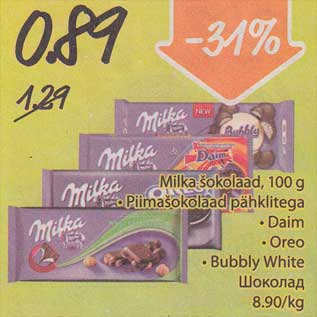 0.89
-31%
1,29
NEW
Milka
Bubbly
Milka
Daim
Milka
Milka
Milka šokolaad, 100 g
• Piimašokolaad pähklitega
• Daim
• Oreo
• Bubbly White
Шоколад
8.90/kg